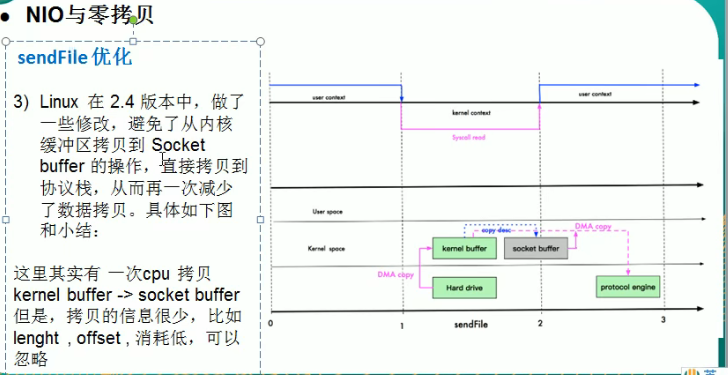 • NIO与零拷贝
sendFile 优化
3) Linux 在 2.4 版本中，做了
一些修改，避免了从内核
缓冲区拷贝到 Socket
buffer 的操作，直接拷贝到
协议栈，从而再一次减少
了数据拷贝。具体如下图
和小结：
这里其实有 一次cpu 拷贝
kernel buffer -> socket buffer
但是，拷贝的信息很少，比如
lenght , offset , 消耗低，可以
忽略
user context
user context
kernel context
Syscall read
User space
copy desc
DMA copy
Kernel space
kernel buffer
socket buffer
DMA copy
Hard drive
protocol engine
0
1
sendFile
2
3
英